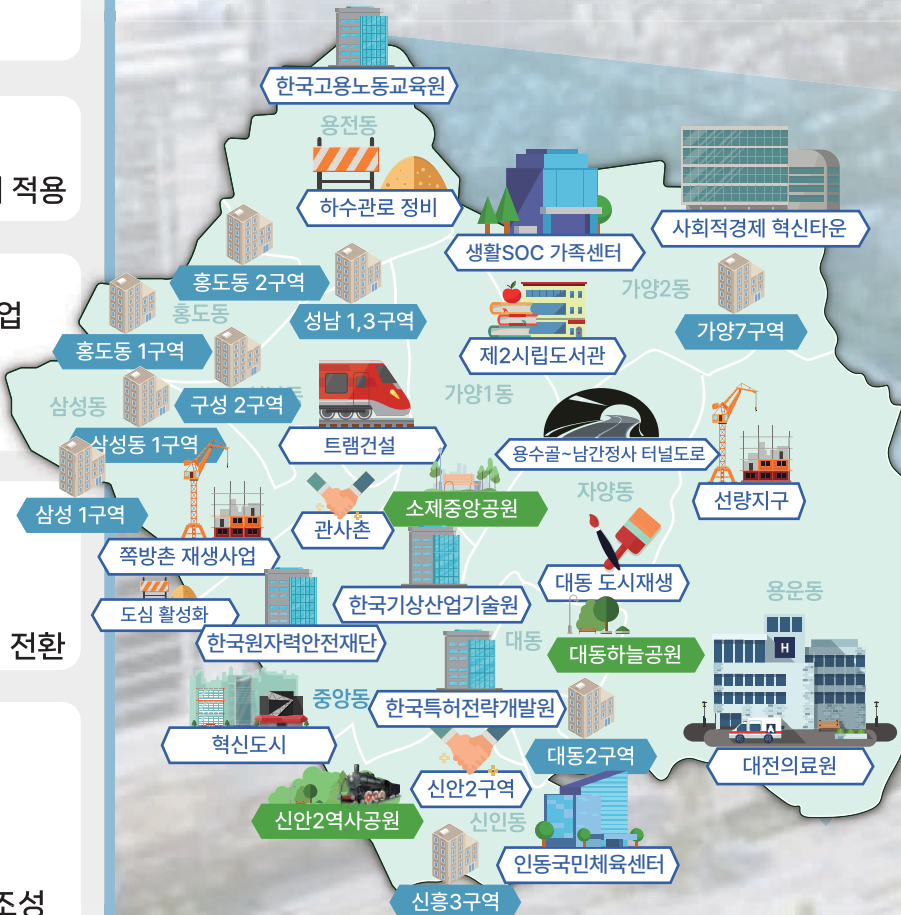 한국고용노동교육원
용전동
적용
하수관로 정비
사회적경제 혁신타운
생활SOC 가족센터
홍도동 2구역
가양2동
업
홍도동
성남 1,3구역
가양7구역
홍도동 1구역
제2시립도서관
삼성동
구성 2구역
가양1동
삼성동 1구역
트램건설
용수골~남간정사 터널도로
자양동
선량지구
삼성 1구역
소제중앙공원
관사촌
쪽방촌 재생사업
대동 도시재생
용운동
H
도심 활성화
한국기상산업기술원
전환
한국원자력안전재단
대동
대동하늘공원
중앙동
한국특허전략개발원
혁신도시
대동2구역
대전의료원
신안2구역
신안2역사공원
신인동
인동국민체육센터
조성
신흥3구역